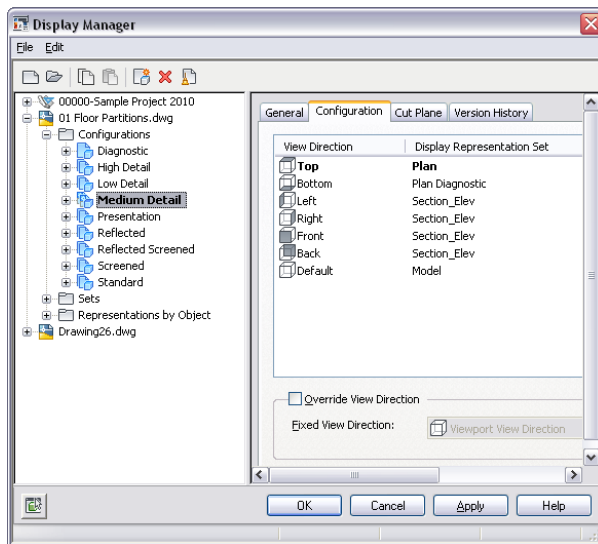 Display Manager
File Edit
00000-Sample Project 2010
01 Floor Partitions.dwg
Configurations
Diagnostic
High Detail
Low Detail
Medium Detail
Presentation
Reflected
Reflected Screened
Screened
Standard
Sets
Representations by Object
Drawing26.dwg
General Configuration Cut Plane Version History
View Direction Display Representation Set
Top Plan
Bottom Plan Diagnostic
Left Section_Elev
Right Section_Elev
Front Section_Elev
Back Section_Elev
Default Model
Override View Direction
Fixed View Direction: Viewport View Direction
OK Cancel Apply Help